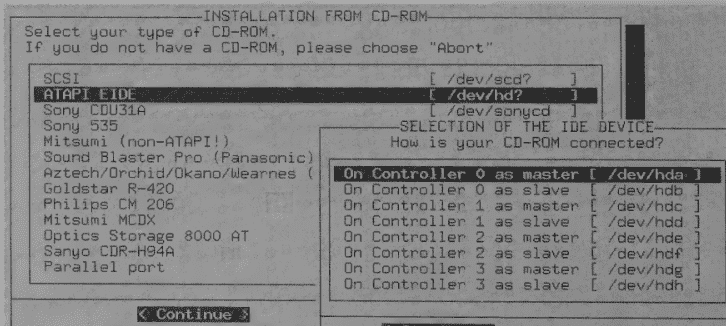 INSTALLATION FROM CD-ROM
Select your type of CD-ROM.
If you do not have a CD-ROM, please choose "Abort"
SCSI [ /dev/scd? ]
ATAPI EIDE [ /dev/hd? ]
Sony CDU31A [ /dev/sonycd
Sony 535
Mitsumi (non-ATAPI!)
Sound Blaster Pro (Panasonic)
Aztech/Orchid/Okano/Wearnes (
Goldstar R-420
Philips CM 206
Mitsumi MCDX
Optics Storage 8000 AT
Sanyo CDR-H94A
Parallel port
< Continue >
SELECTION OF THE IDE DEVICE
How is your CD-ROM connected?
On Controller 0 as master [ /dev/hda
On Controller 0 as slave [ /dev/hdb
On Controller 1 as master [ /dev/hdc
On Controller 1 as slave [ /dev/hdd
On Controller 2 as master [ /dev/hde
On Controller 2 as slave [ /dev/hdf
On Controller 3 as master [ /dev/hdg
On Controller 3 as slave [ /dev/hdh